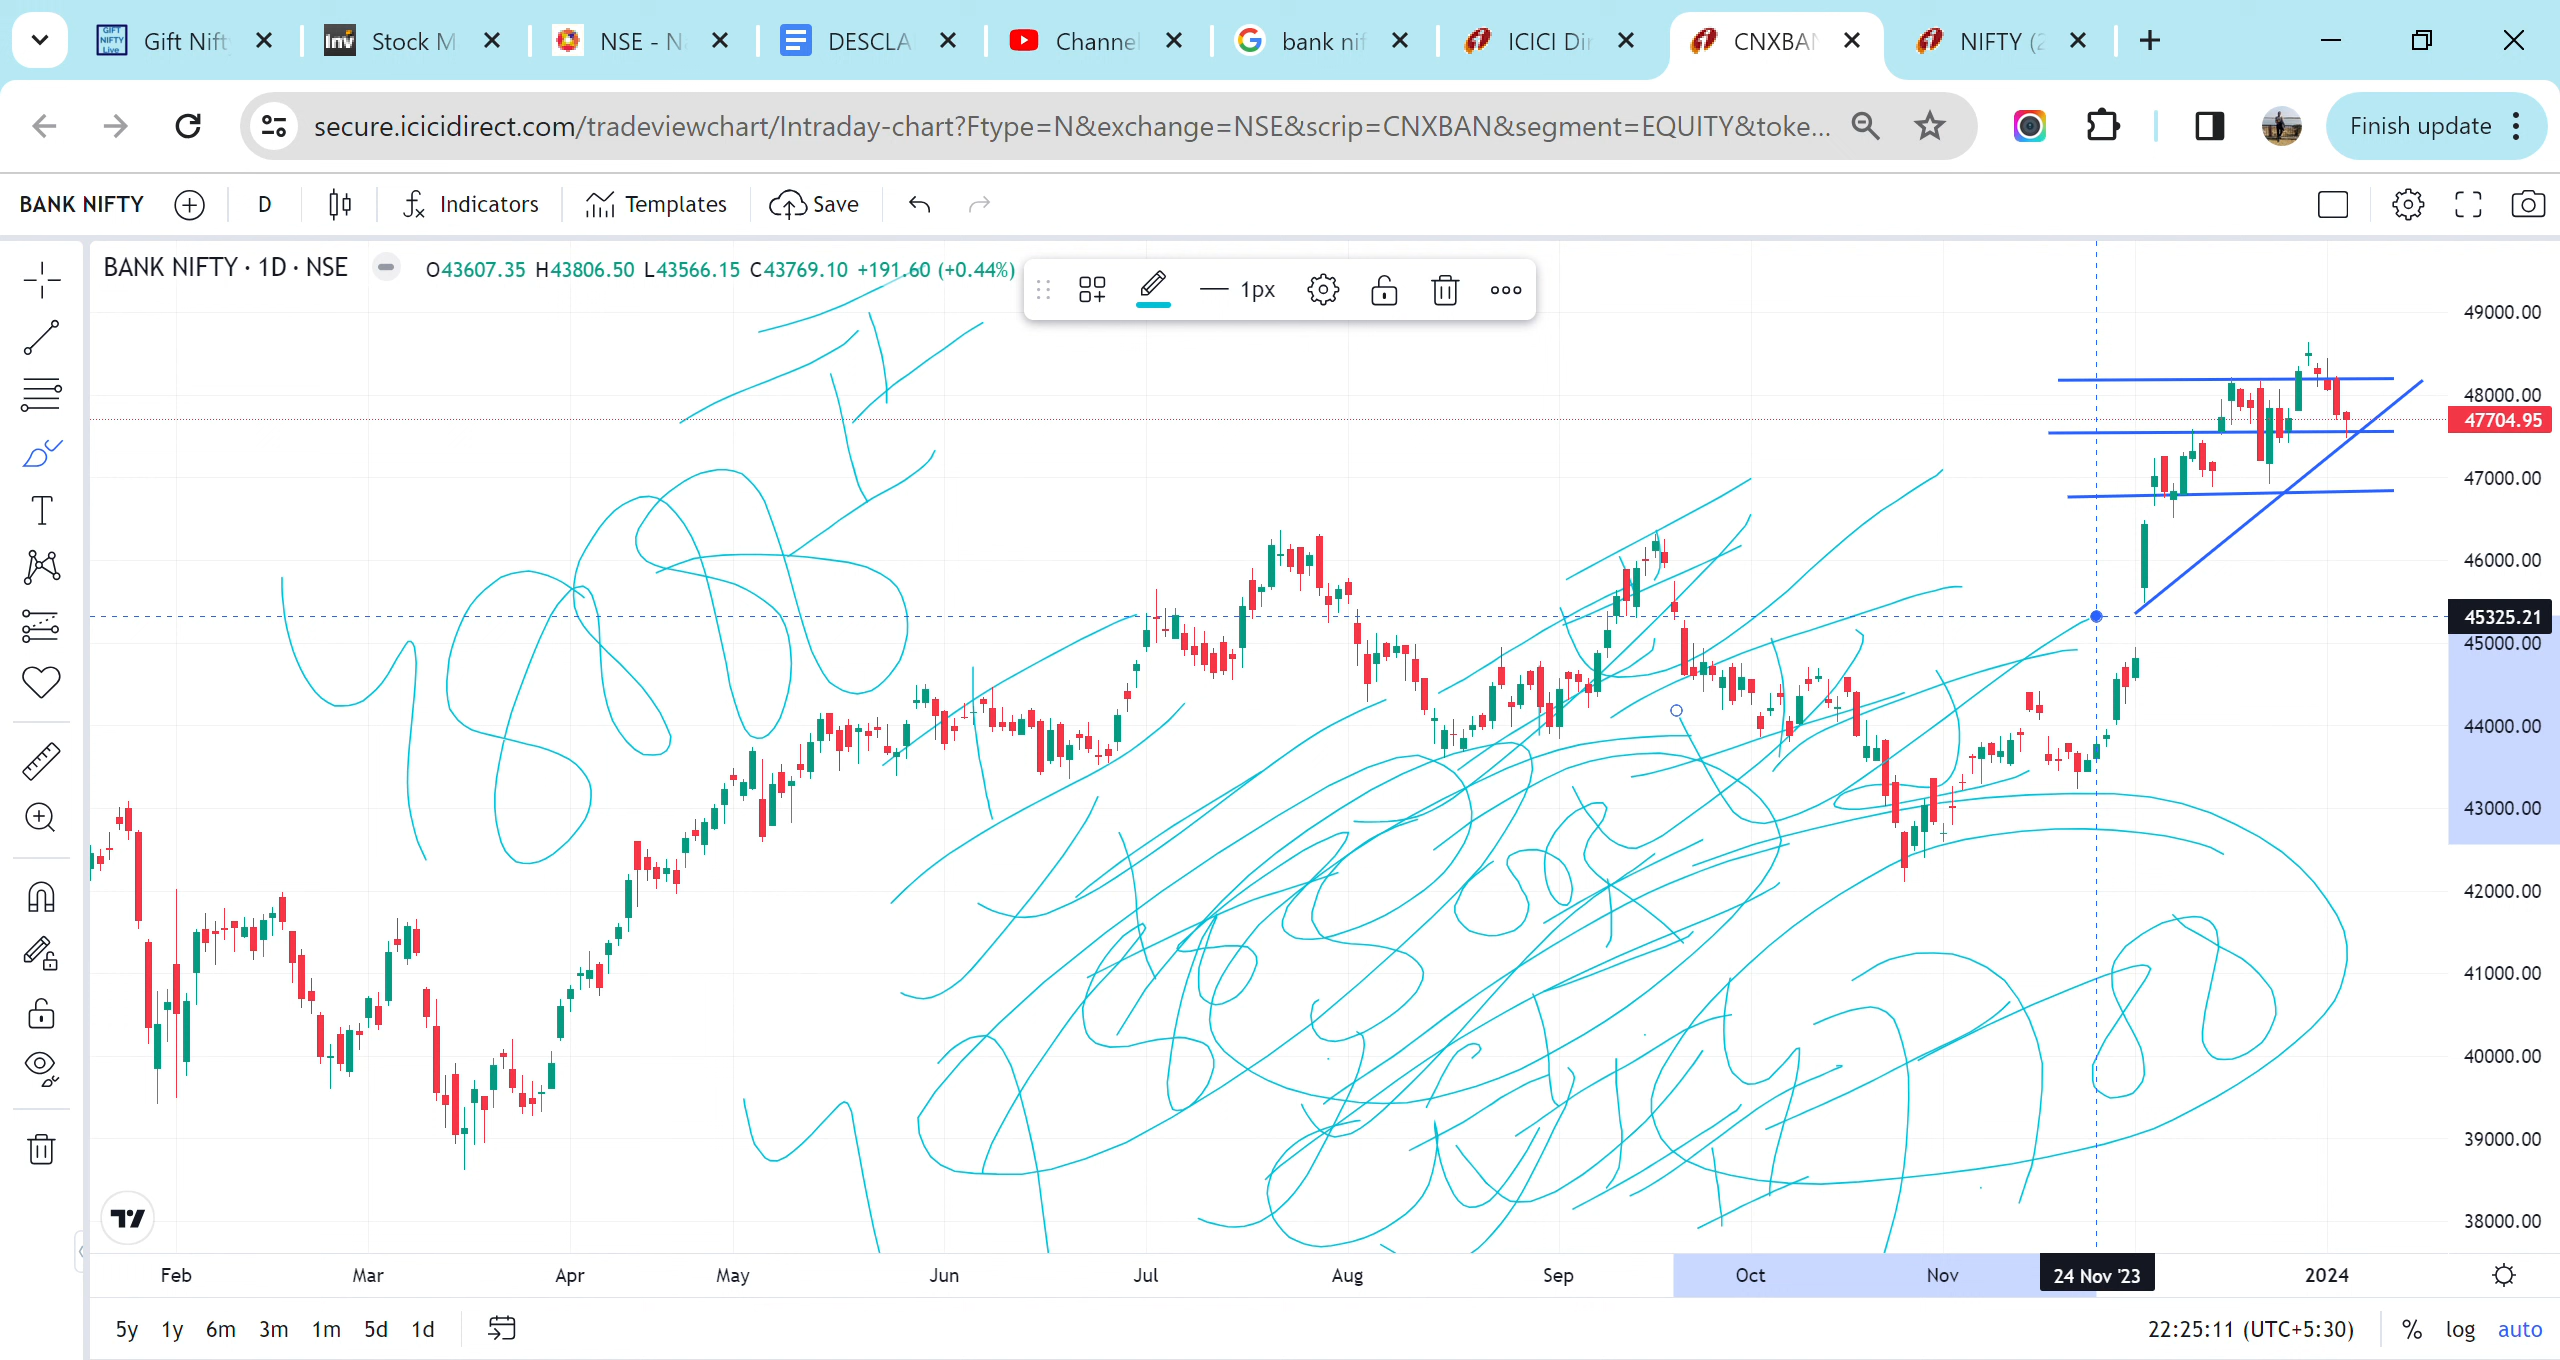 Gift Nift
Stock M
NSE - N
DESCLA
Channe
bank nif
ICICI Dir
CNXBAN
NIFTY (2
secure.icicidirect.com/tradeviewchart/Intraday-chart?Ftype=N&exchange=NSE&scrip=CNXBAN&segment=EQUITY&toke...
Finish update
BANK NIFTY
D
Indicators
Templates
Save
BANK NIFTY · 1D · NSE
O43607.35 H43806.50 L43566.15 C43769.10 +191.60 (+0.44%)
1px
49000.00
48000.00
47704.95
47000.00
46000.00
45325.21
45000.00
44000.00
43000.00
42000.00
41000.00
40000.00
39000.00
38000.00
Feb Mar Apr May Jun Jul Aug Sep Oct Nov 24 Nov '23 2024
5y 1y 6m 3m 1m 5d 1d
22:25:11 (UTC+5:30)
% log auto